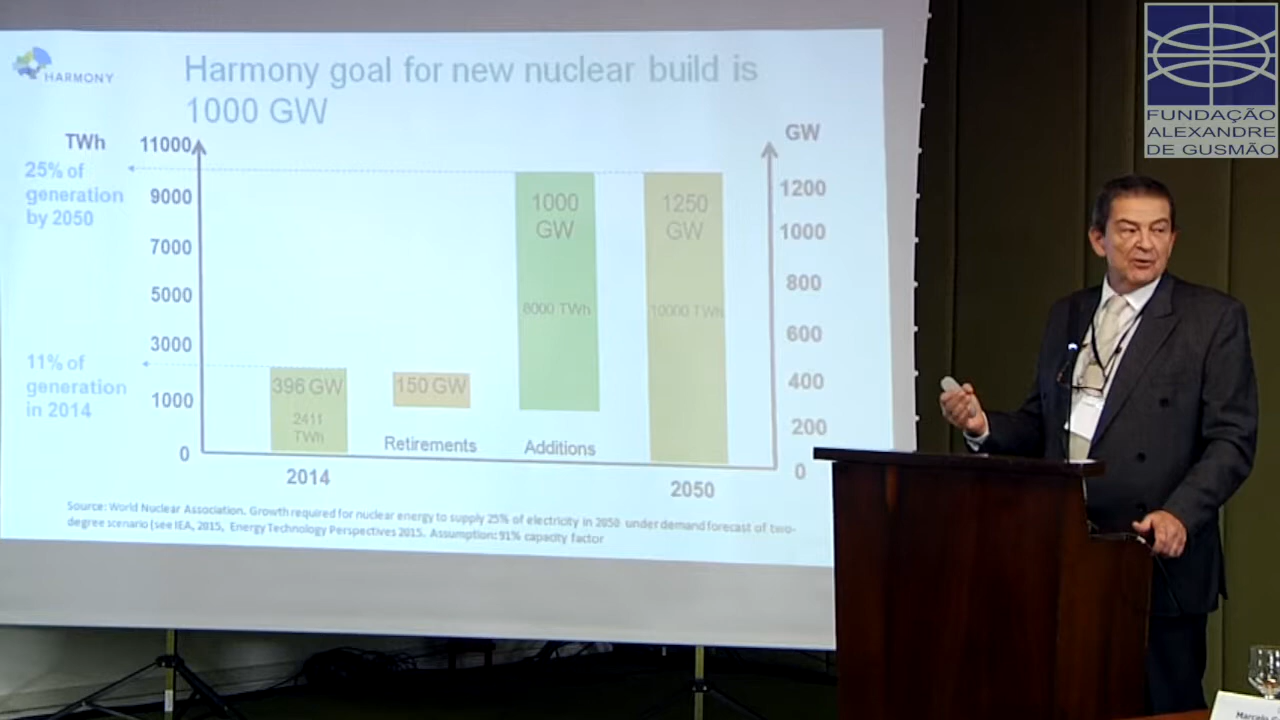 HARMONY
Harmony goal for new nuclear build is
1000 GW
TWh
25% of
generation
by 2050
11% of
generation
in 2014
11000
9000
7000
5000
3000
1000
0
396 GW
2411
TWh
2014
150 GW
Retirements
1000
GW
8000 TWh
Additions
1250
GW
10000 TWh
2050
GW
1200
1000
800
600
400
200
0
Source: World Nuclear Association. Growth required for nuclear energy to supply 25% of electricity in 2050 under demand forecast of two-
degree scenario (see IEA, 2015, Energy Technology Perspectives 2015. Assumption: 91% capacity factor
FUNDAÇÃO
ALEXANDRE
DE GUSMÃO